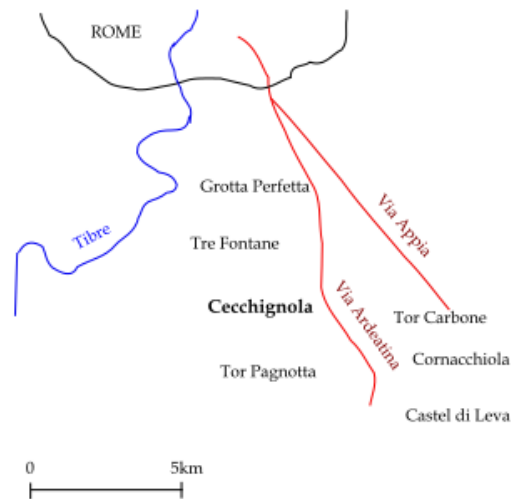 ROME
Grotta Perfetta
Via Appia
Tibre
Tre Fontane
Cecchignola
Via Ardeatina
Tor Carbone
Cornacchiola
Tor Pagnotta
Castel di Leva
0 5km